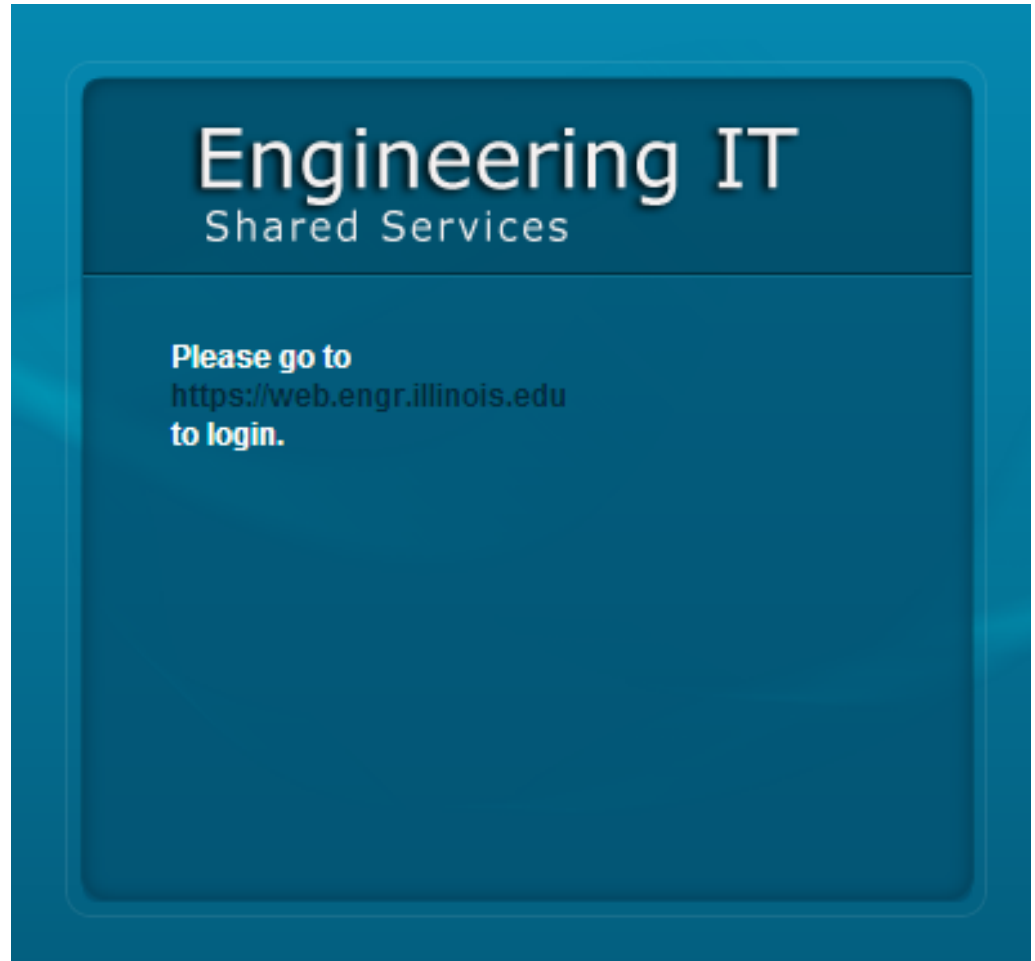 Engineering IT
Shared Services
Please go to
https://web.engr.illinois.edu
to login.